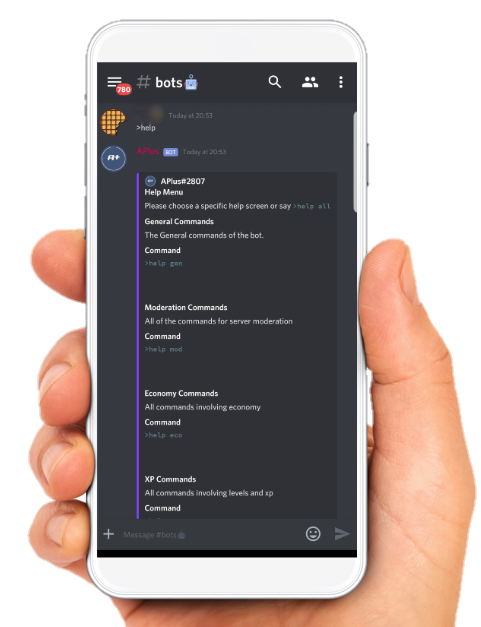 780
# bots
Today at 20:53
>help
A+
APlus BOT Today at 20:53
A+ APlus#2807
Help Menu
Please choose a specific help screen or say >help all
General Commands
The General commands of the bot.
Command
>help gen
Moderation Commands
All of the commands for server moderation
Command
>help mod
Economy Commands
All commands involving economy
Command
>help eco
XP Commands
All commands involving levels and xp
Command
Message #bots